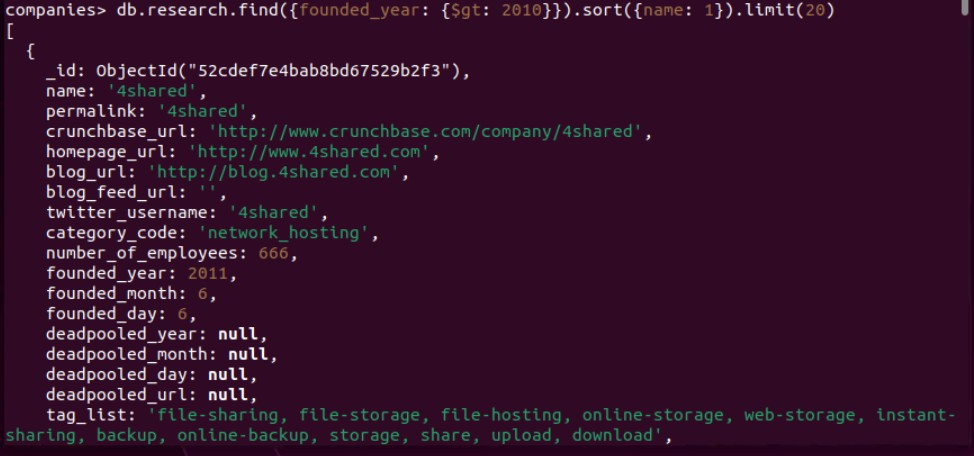 companies> db.research.find({founded_year: {$gt: 2010}}).sort({name: 1}).limit(20)
[
  {
    _id: ObjectId("52cdef7e4bab8bd67529b2f3"),
    name: '4shared',
    permalink: '4shared',
    crunchbase_url: 'http://www.crunchbase.com/company/4shared',
    homepage_url: 'http://www.4shared.com',
    blog_url: 'http://blog.4shared.com',
    blog_feed_url: '',
    twitter_username: '4shared',
    category_code: 'network_hosting',
    number_of_employees: 666,
    founded_year: 2011,
    founded_month: 6,
    founded_day: 6,
    deadpooled_year: null,
    deadpooled_month: null,
    deadpooled_day: null,
    deadpooled_url: null,
    tag_list: 'file-sharing, file-storage, file-hosting, online-storage, web-storage, instant-
sharing, backup, online-backup, storage, share, upload, download',